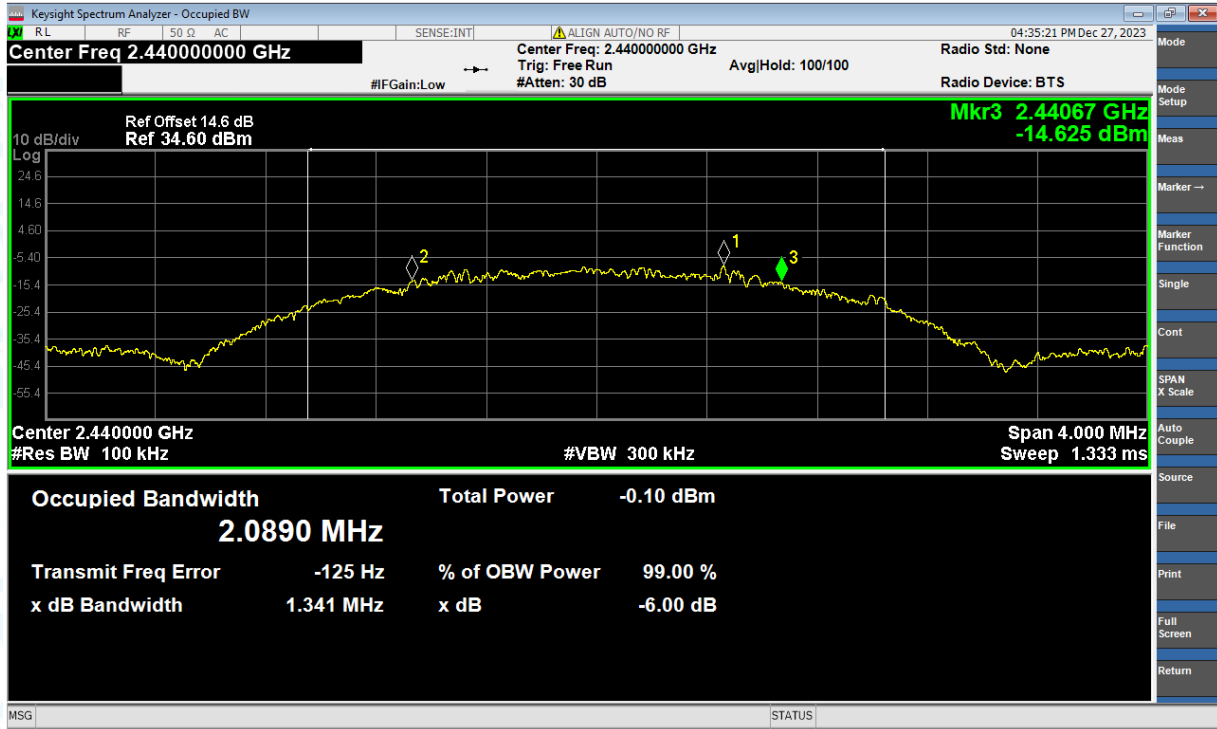 Keysight Spectrum Analyzer - Occupied BW
LXI RL RF 50 Ω AC SENSE:INT ALIGN AUTO/NO RF 04:35:21 PM Dec 27, 2023
Center Freq 2.440000000 GHz
Center Freq: 2.440000000 GHz Radio Std: None
Trig: Free Run Avg|Hold: 100/100
#IFGain:Low #Atten: 30 dB Radio Device: BTS
Mkr3 2.44067 GHz
-14.625 dBm
Ref Offset 14.6 dB
10 dB/div Ref 34.60 dBm
Log
24.6
14.6
4.60
-5.40
-15.4
-25.4
-35.4
-45.4
-55.4
2
1
3
Center 2.440000 GHz Span 4.000 MHz
#Res BW 100 kHz #VBW 300 kHz Sweep 1.333 ms
Occupied Bandwidth Total Power -0.10 dBm
2.0890 MHz
Transmit Freq Error -125 Hz % of OBW Power 99.00 %
x dB Bandwidth 1.341 MHz x dB -6.00 dB
MSG STATUS
Mode
Mode
Setup
Meas
Marker→
Marker
Function
Single
Cont
SPAN
X Scale
Auto
Couple
Source
File
Print
Full
Screen
Return